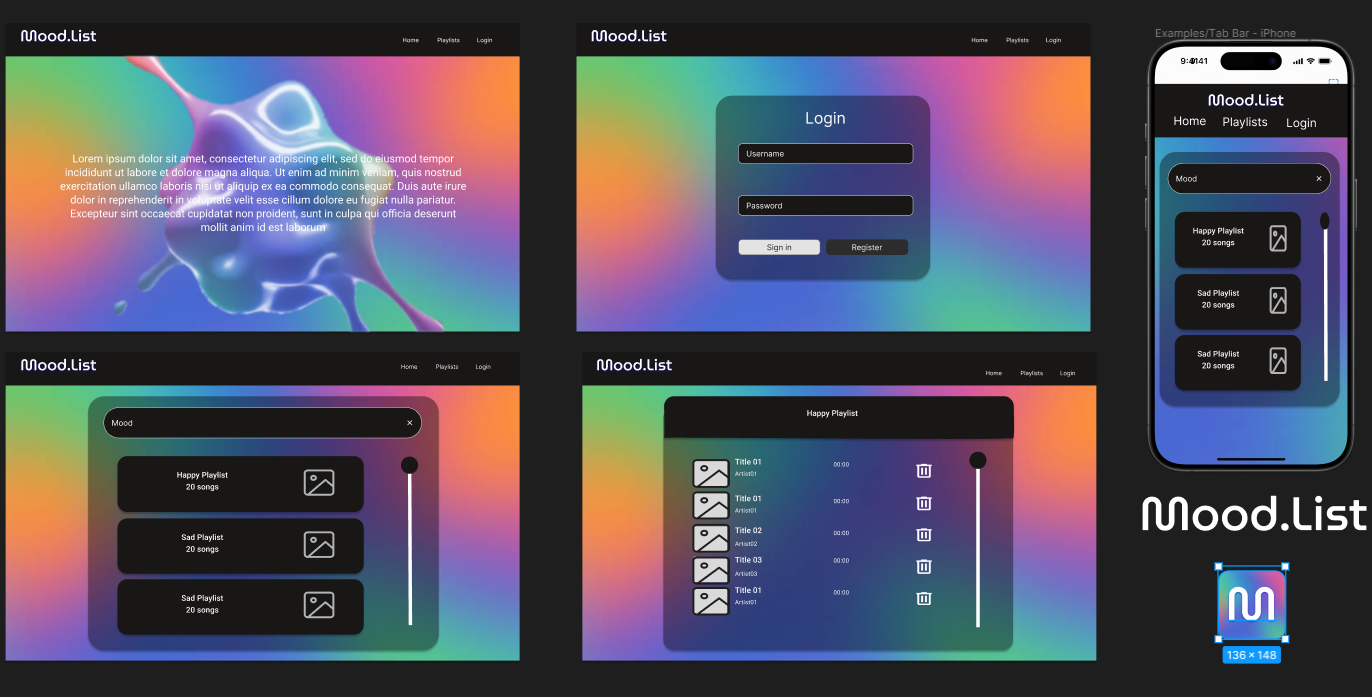 Mood.List
Home Playlists Login
Lorem ipsum dolor sit amet, consectetur adipiscing elit, sed do eiusmod tempor
incididunt ut labore et dolore magna aliqua. Ut enim ad minim veniam, quis nostrud
exercitation ullamco laboris nisi ut aliquip ex ea commodo consequat. Duis aute irure
dolor in reprehenderit in voluptate velit esse cillum dolore eu fugiat nulla pariatur.
Excepteur sint occaecat cupidatat non proident, sunt in culpa qui officia deserunt
mollit anim id est laborum
Mood.List
Home Playlists Login
Login
Username
Password
Sign in Register
Examples/Tab Bar - iPhone
Mood.List
Home Playlists Login
Mood ×
Happy Playlist
20 songs
Sad Playlist
20 songs
Sad Playlist
20 songs
Mood.List
Home Playlists Login
Mood ×
Happy Playlist
20 songs
Sad Playlist
20 songs
Sad Playlist
20 songs
Mood.List
Home Playlists Login
Happy Playlist
Title 01 00:00
Artist01
Title 01 00:00
Artist01
Title 02 00:00
Artist02
Title 03 00:00
Artist03
Title 01 00:00
Artist01
Mood.List
M
136 × 148